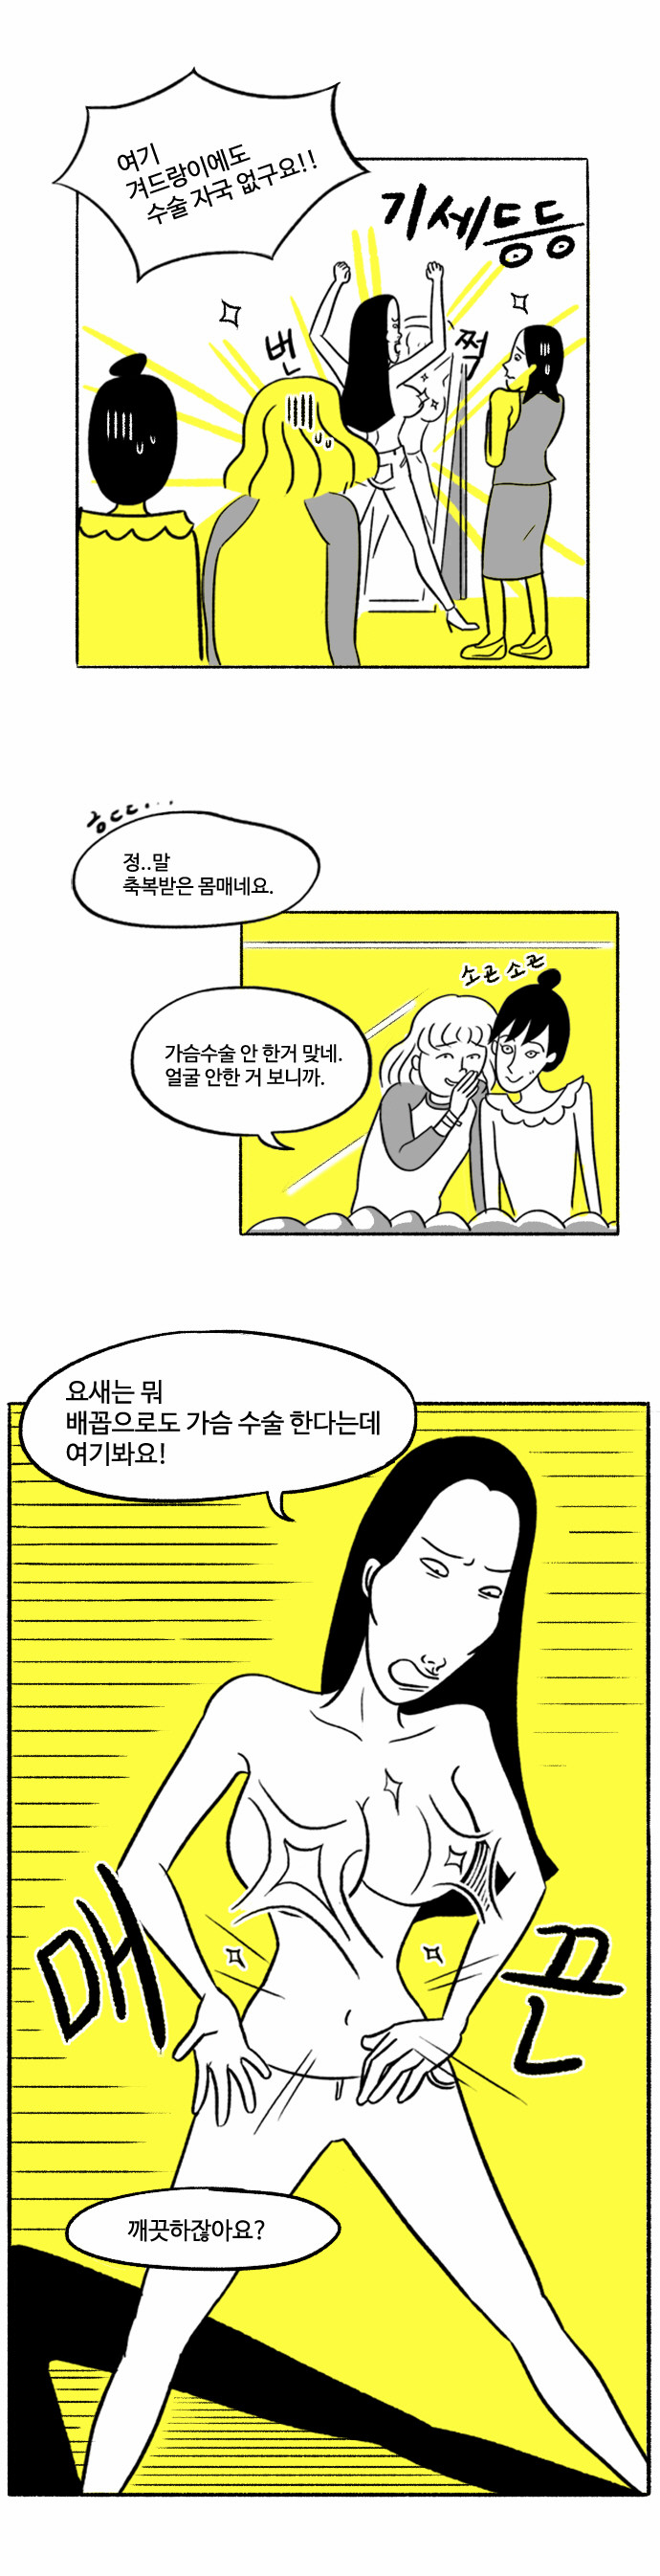 여기
겨드랑이에도
수술 자국 없구요!!
기세등등
번
쩍
흠ㄷㄷ...
정..말
축복받은 몸매네요.
소곤 소곤
가슴수술 안 한거 맞네.
얼굴 안한 거 보니까.
요새는 뭐
배꼽으로도 가슴 수술 한다는데
여기봐요!
매
끈
깨끗하잖아요?